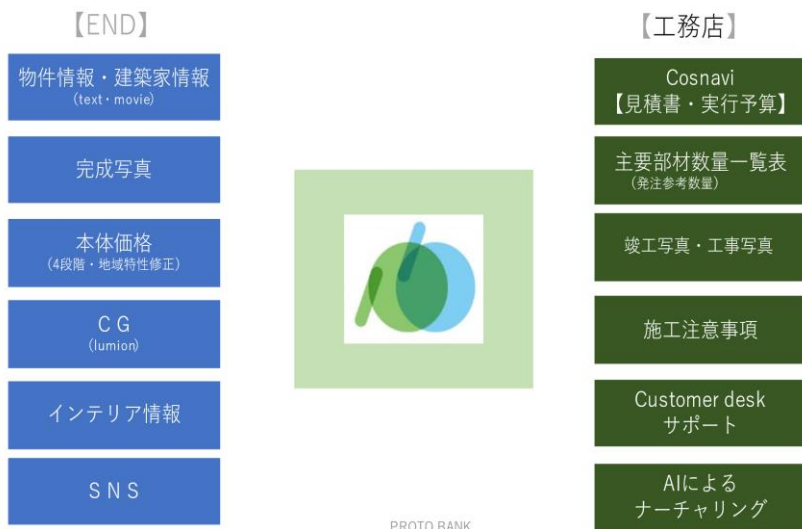 【END】
物件情報・建築家情報
(text・movie)
完成写真
本体価格
(4段階・地域特性修正)
CG
(lumion)
インテリア情報
SNS
【工務店】
Cosnavi
【見積書・実行予算】
主要部材数量一覧表
(発注参考数量)
竣工写真・工事写真
施工注意事項
Customer desk
サポート
AIによる
ナーチャリング
PROTO BANK